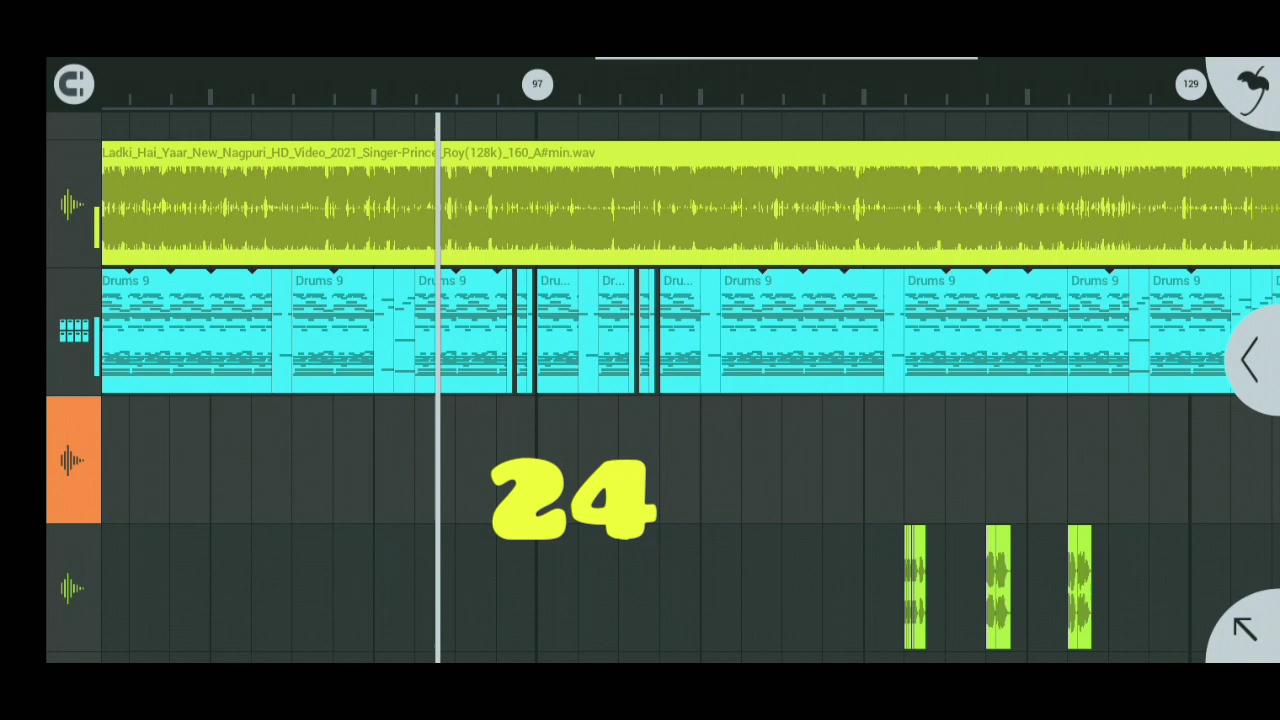 97
129
Ladki_Hai_Yaar_New_Nagpuri_HD_Video_2021_Singer-Prince_Roy(128k)_160_A#min.wav
Drums 9 Drums 9 Drums 9 Dru... Dr... Dru... Drums 9 Drums 9 Drums 9 Drums 9
24